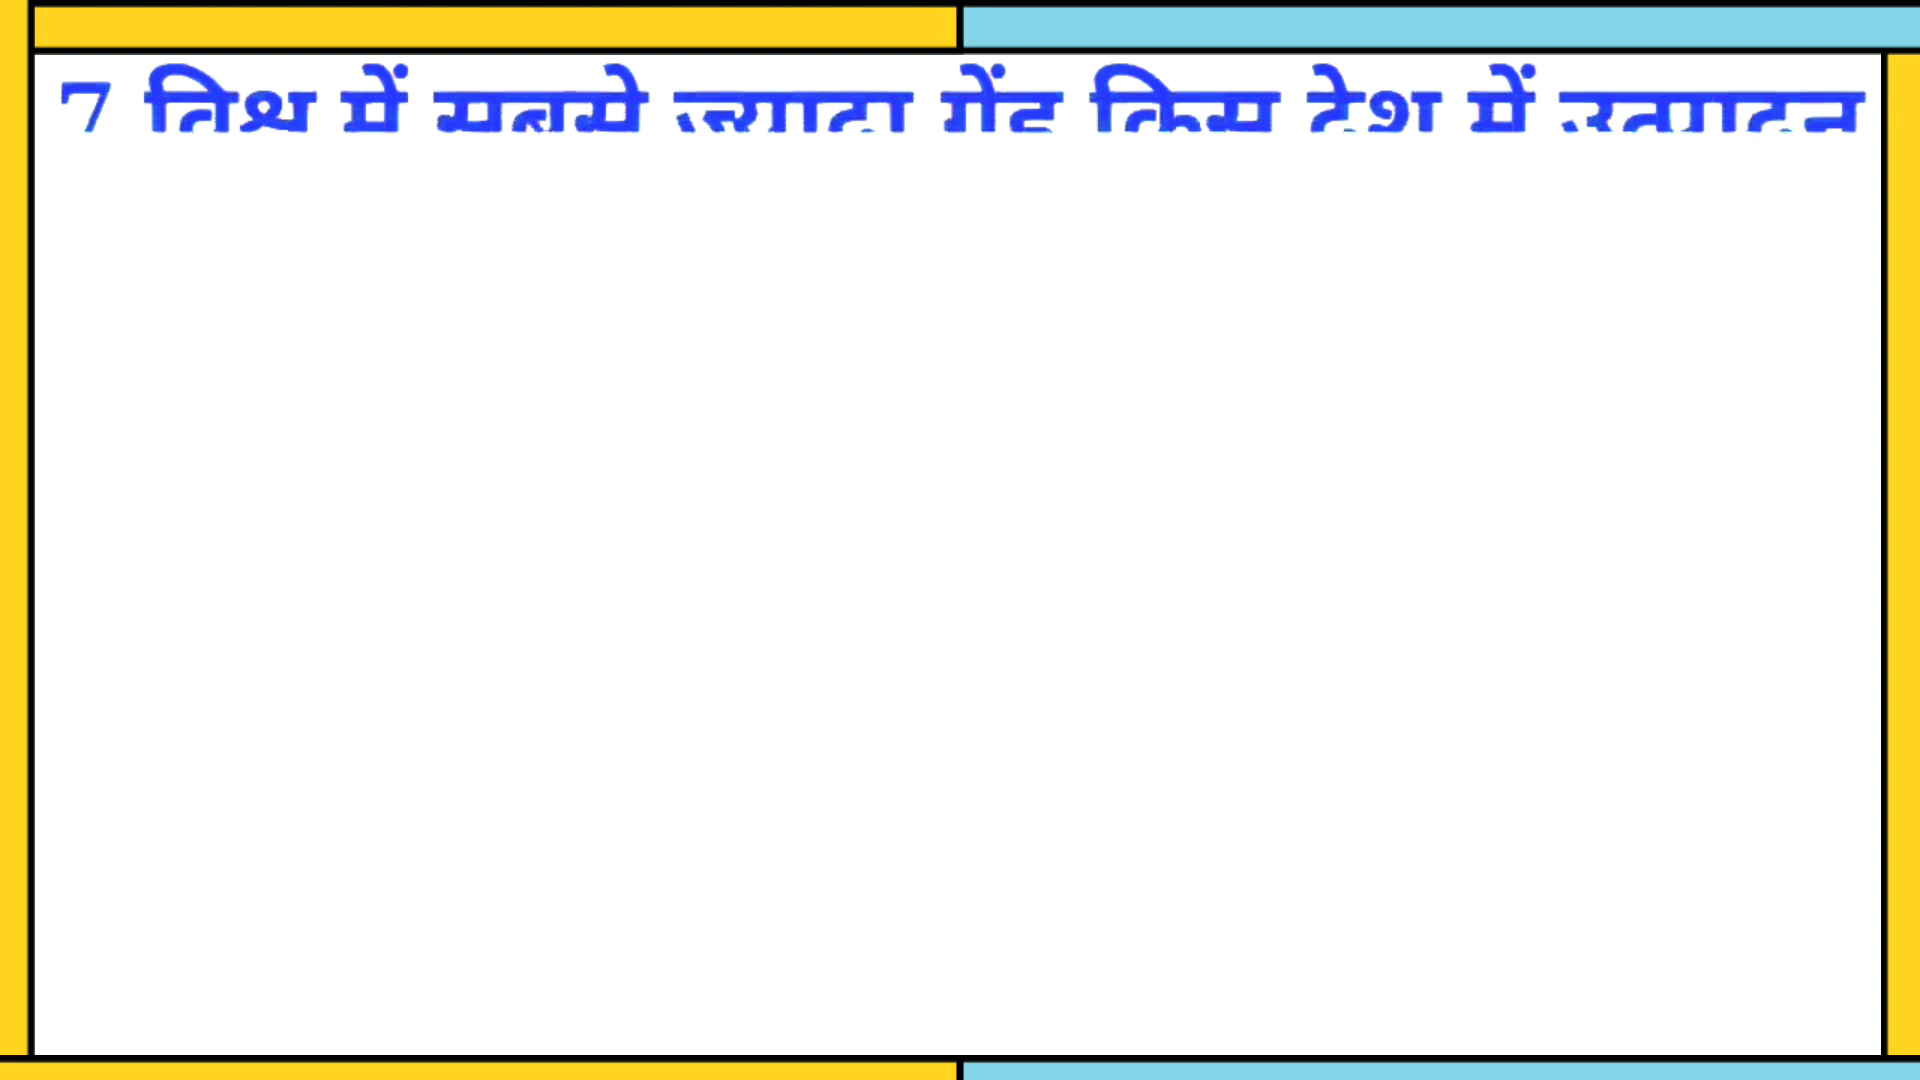 7 विश्व में सबसे ज्यादा गेंहू किस देश में उत्पादन